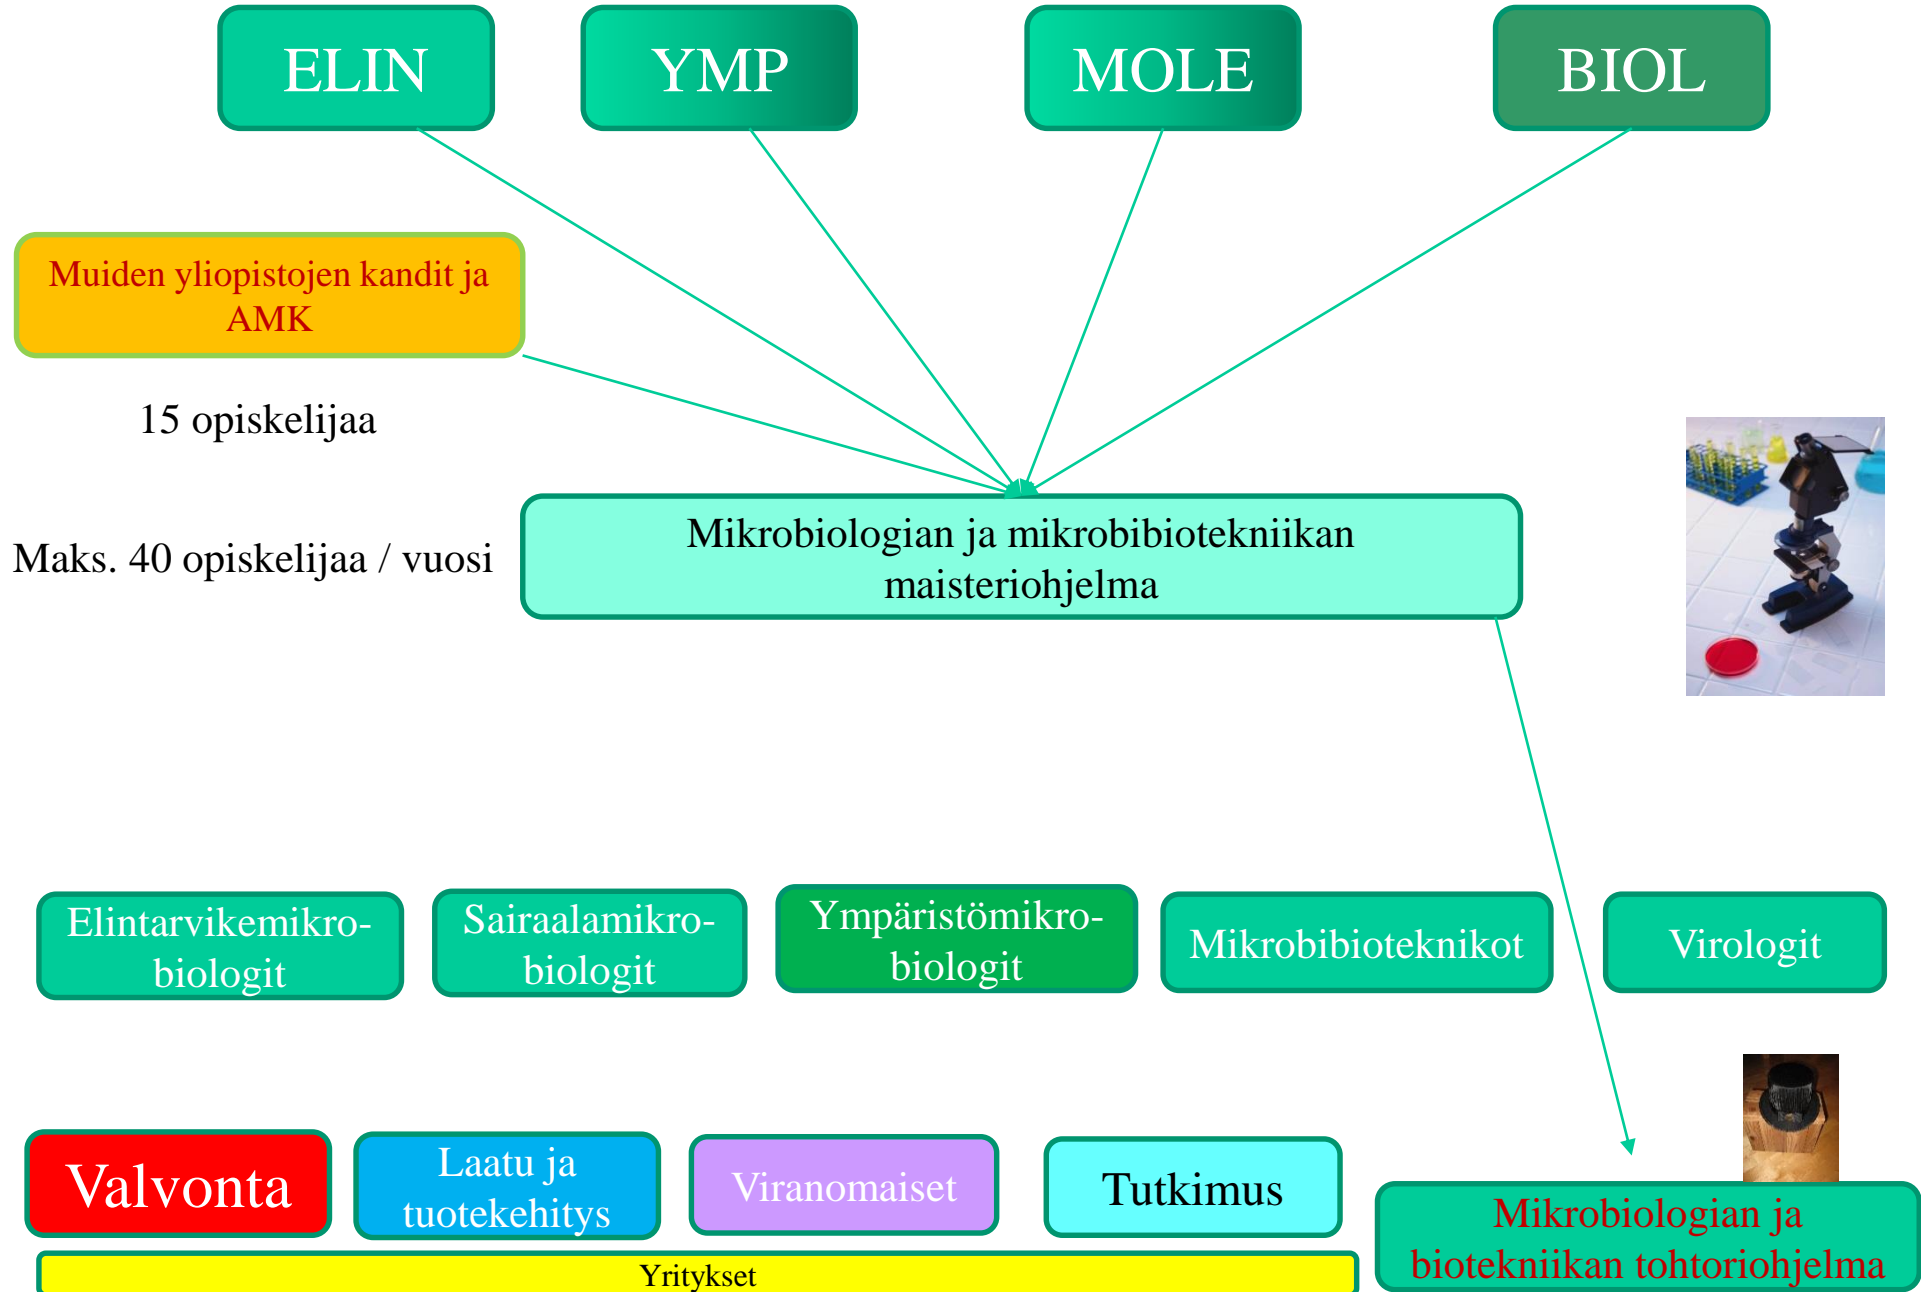 ELIN
YMP
MOLE
BIOL
Muiden yliopistojen kandit ja
AMK
15 opiskelijaa
Maks. 40 opiskelijaa / vuosi
Mikrobiologian ja mikrobibiotekniikan
maisteriohjelma
Elintarvikemikro-
biologit
Sairaalamikro-
biologit
Ympäristömikro-
biologit
Mikrobibioteknikot
Virologit
Valvonta
Laatu ja
tuotekehitys
Viranomaiset
Tutkimus
Mikrobiologian ja
biotekniikan tohtoriohjelma
Yritykset